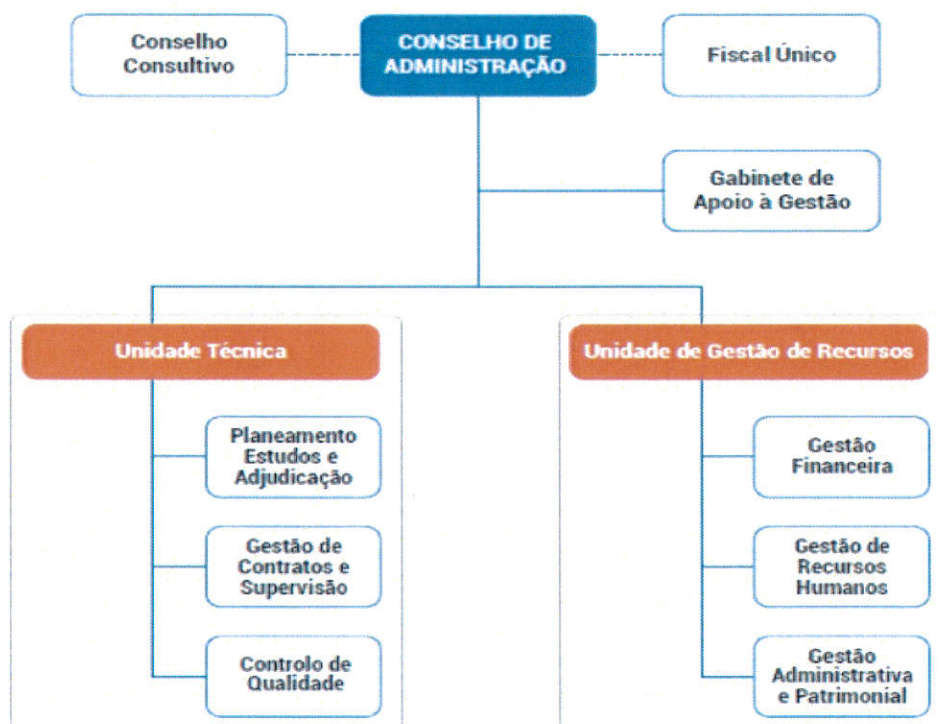 Conselho
Consultivo
CONSELHO DE
ADMINISTRAÇÃO
Fiscal Único
Gabinete de
Apoio à Gestão
Unidade Técnica
Planeamento
Estudos e
Adjudicação
Gestão de
Contratos e
Supervisão
Controlo de
Qualidade
Unidade de Gestão de Recursos
Gestão
Financeira
Gestão de
Recursos
Humanos
Gestão
Administrativa
e Patrimonial